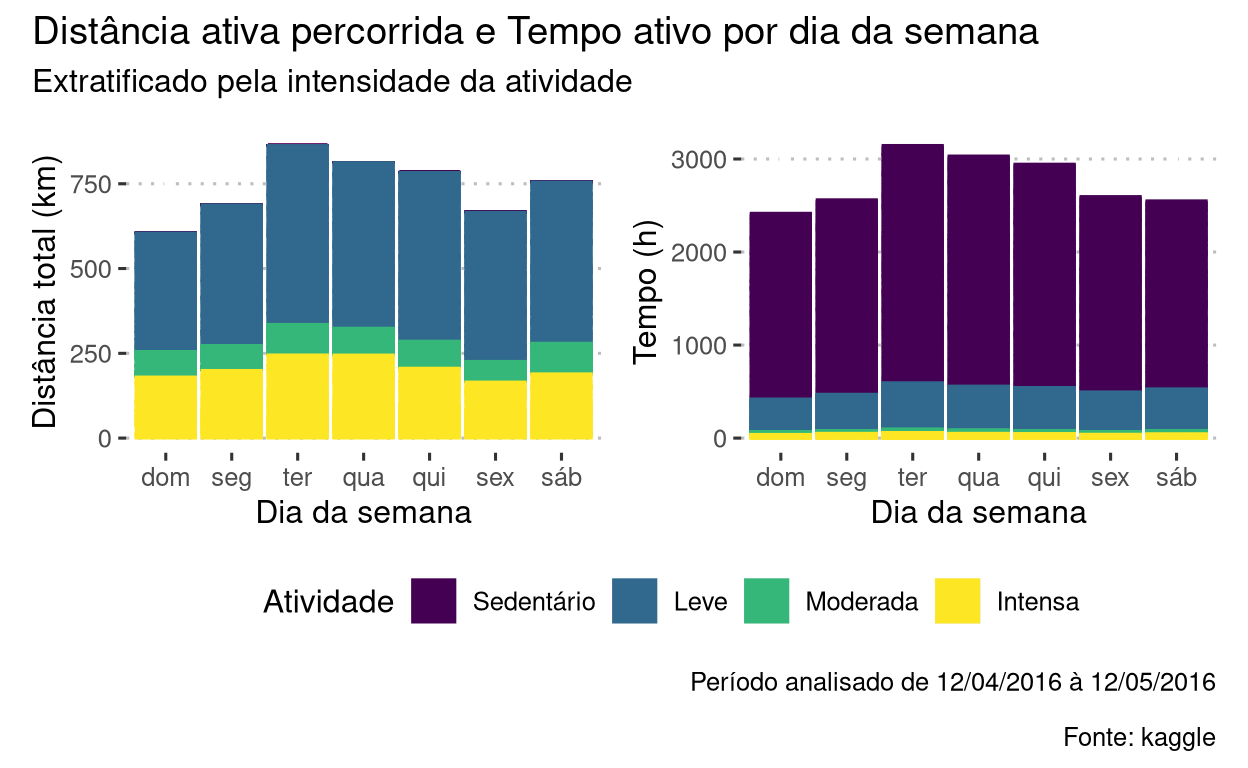 Distância ativa percorrida e Tempo ativo por dia da semana
Extratificado pela intensidade da atividade
Distância total (km)
750
500
250
0
dom seg ter qua qui sex sáb
Dia da semana
Tempo (h)
3000
2000
1000
0
dom seg ter qua qui sex sáb
Dia da semana
Atividade Sedentário Leve Moderada Intensa
Período analisado de 12/04/2016 à 12/05/2016
Fonte: kaggle